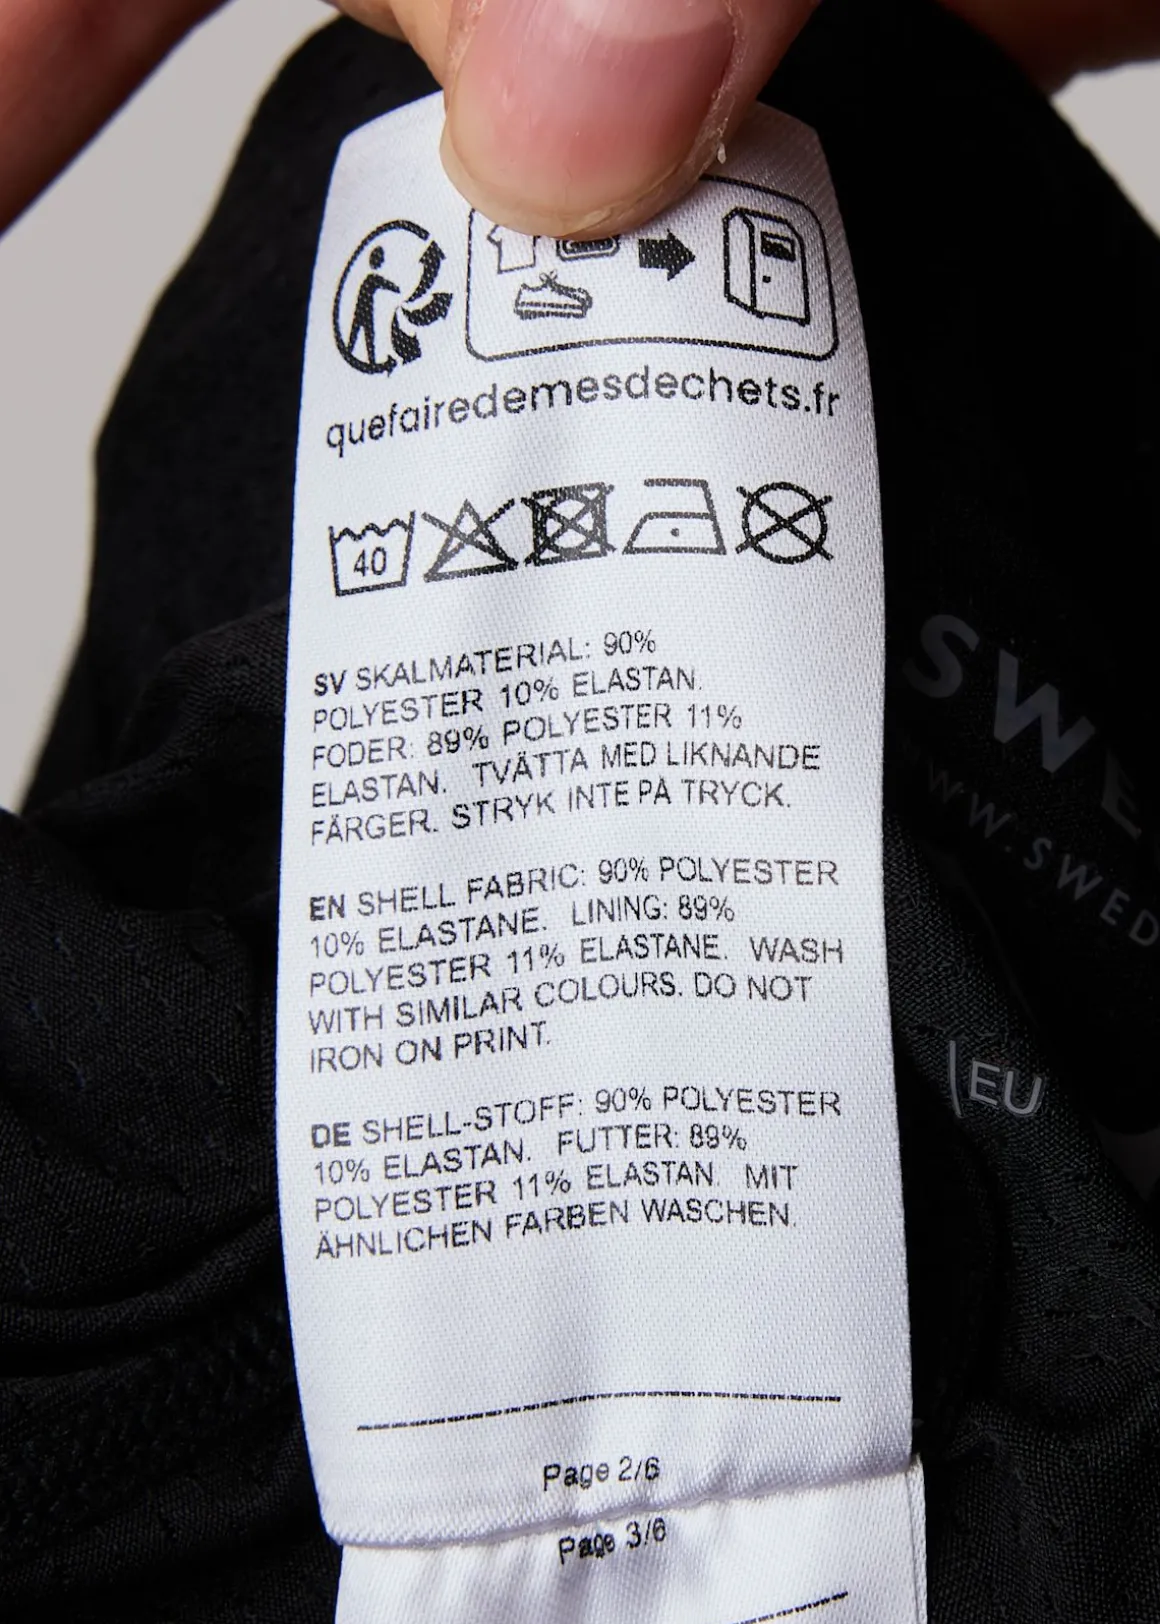 quefairedemesdechets.fr
40
SV SKALMATERIAL: 90%
POLYESTER 10% ELASTAN.
FODER: 89% POLYESTER 11%
ELASTAN. TVÄTTA MED LIKNANDE
FÄRGER. STRYK INTE PÅ TRYCK.
EN SHELL FABRIC: 90% POLYESTER
10% ELASTANE. LINING: 89%
POLYESTER 11% ELASTANE. WASH
WITH SIMILAR COLOURS. DO NOT
IRON ON PRINT.
DE SHELL-STOFF: 90% POLYESTER
10% ELASTAN. FUTTER: 89%
POLYESTER 11% ELASTAN. MIT
ÄHNLICHEN FARBEN WASCHEN.
Page 2/6
Page 3/6
SWE
WW.SWED
EU